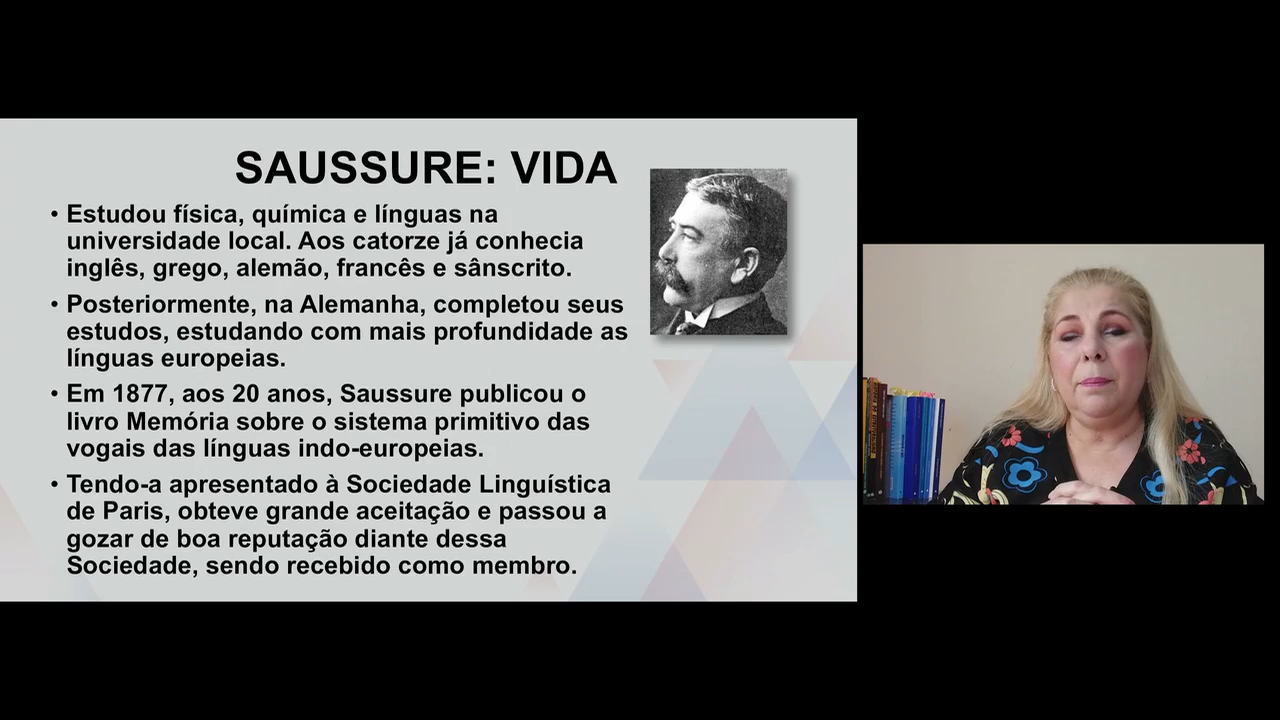 SAUSSURE: VIDA
• Estudou física, química e línguas na
universidade local. Aos catorze já conhecia
inglês, grego, alemão, francês e sânscrito.
• Posteriormente, na Alemanha, completou seus
estudos, estudando com mais profundidade as
línguas europeias.
• Em 1877, aos 20 anos, Saussure publicou o
livro Memória sobre o sistema primitivo das
vogais das línguas indo-europeias.
• Tendo-a apresentado à Sociedade Linguística
de Paris, obteve grande aceitação e passou a
gozar de boa reputação diante dessa
Sociedade, sendo recebido como membro.